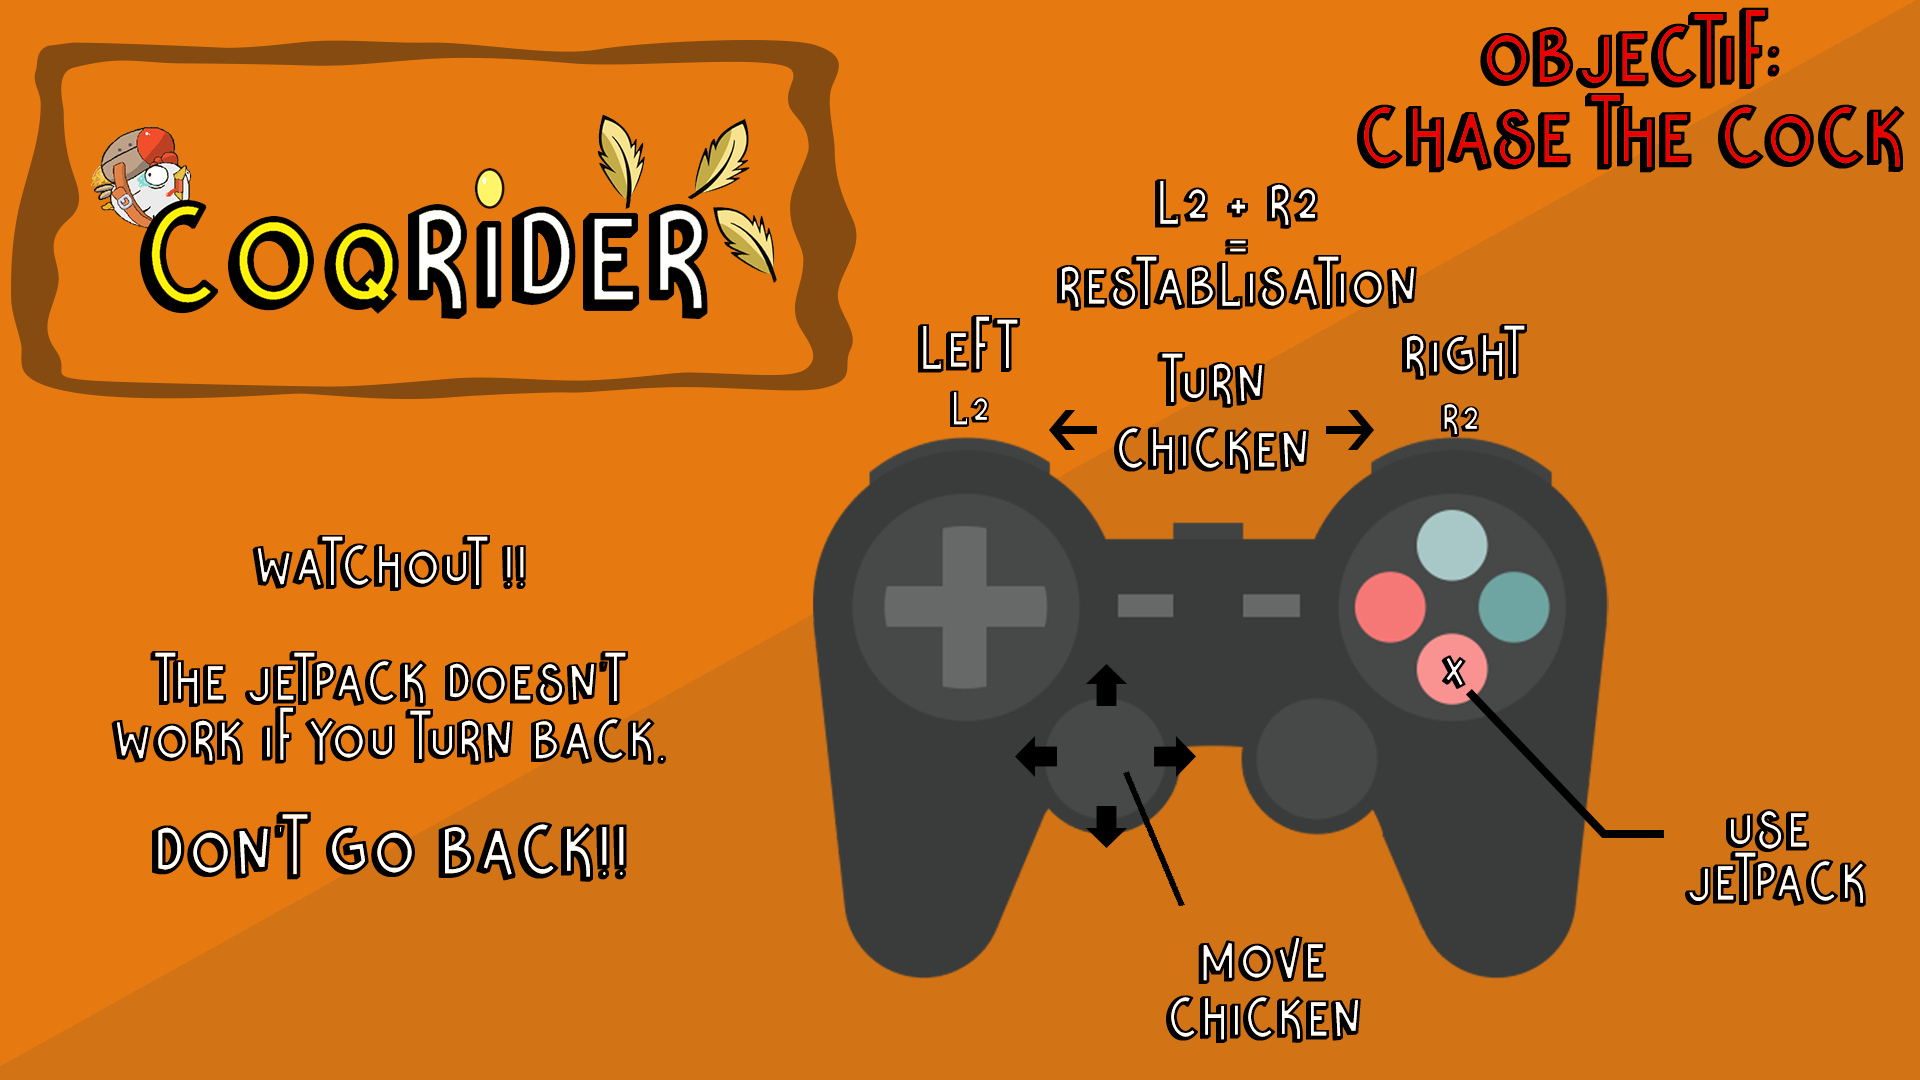 CoQRiDER
OBJECTIF:
CHASE THE COCK
L2 + R2
=
RESTABLISATION
LEFT
L2
TURN
CHICKEN
RIGHT
R2
WATCHOUT !!
THE JETPACK DOESN'T
WORK IF YOU TURN BACK.
DON'T GO BACK!!
X
USE
JETPACK
MOVE
CHICKEN